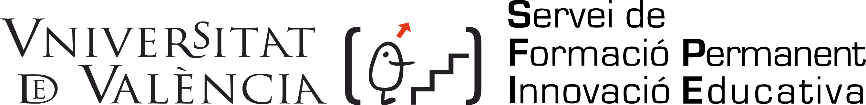 VNIVERSITAT
DE VALÈNCIA
Servei de
Formació Permanent
Innovació Educativa